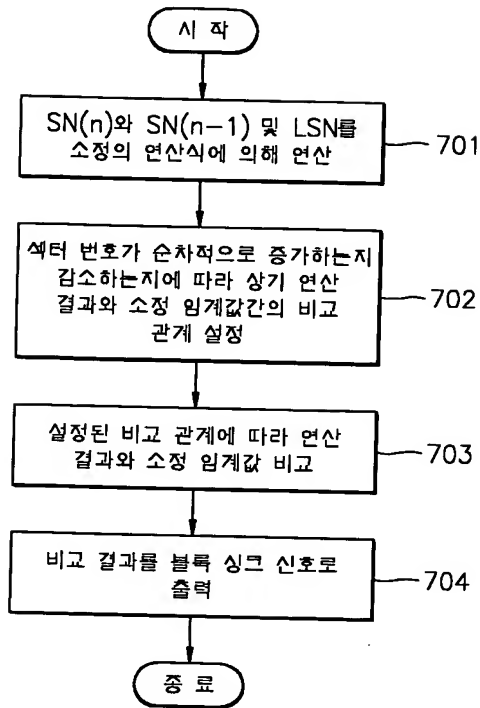 시 작
SN(n)와 SN(n-1) 및 LSN를
소정의 연산식에 의해 연산
701
섹터 번호가 순차적으로 증가하는지
감소하는지에 따라 상기 연산
결과와 소정 임계값간의 비교
관계 설정
702
설정된 비교 관계에 따라 연산
결과와 소정 임계값 비교
703
비교 결과를 블록 싱크 신호로
출력
704
종 료